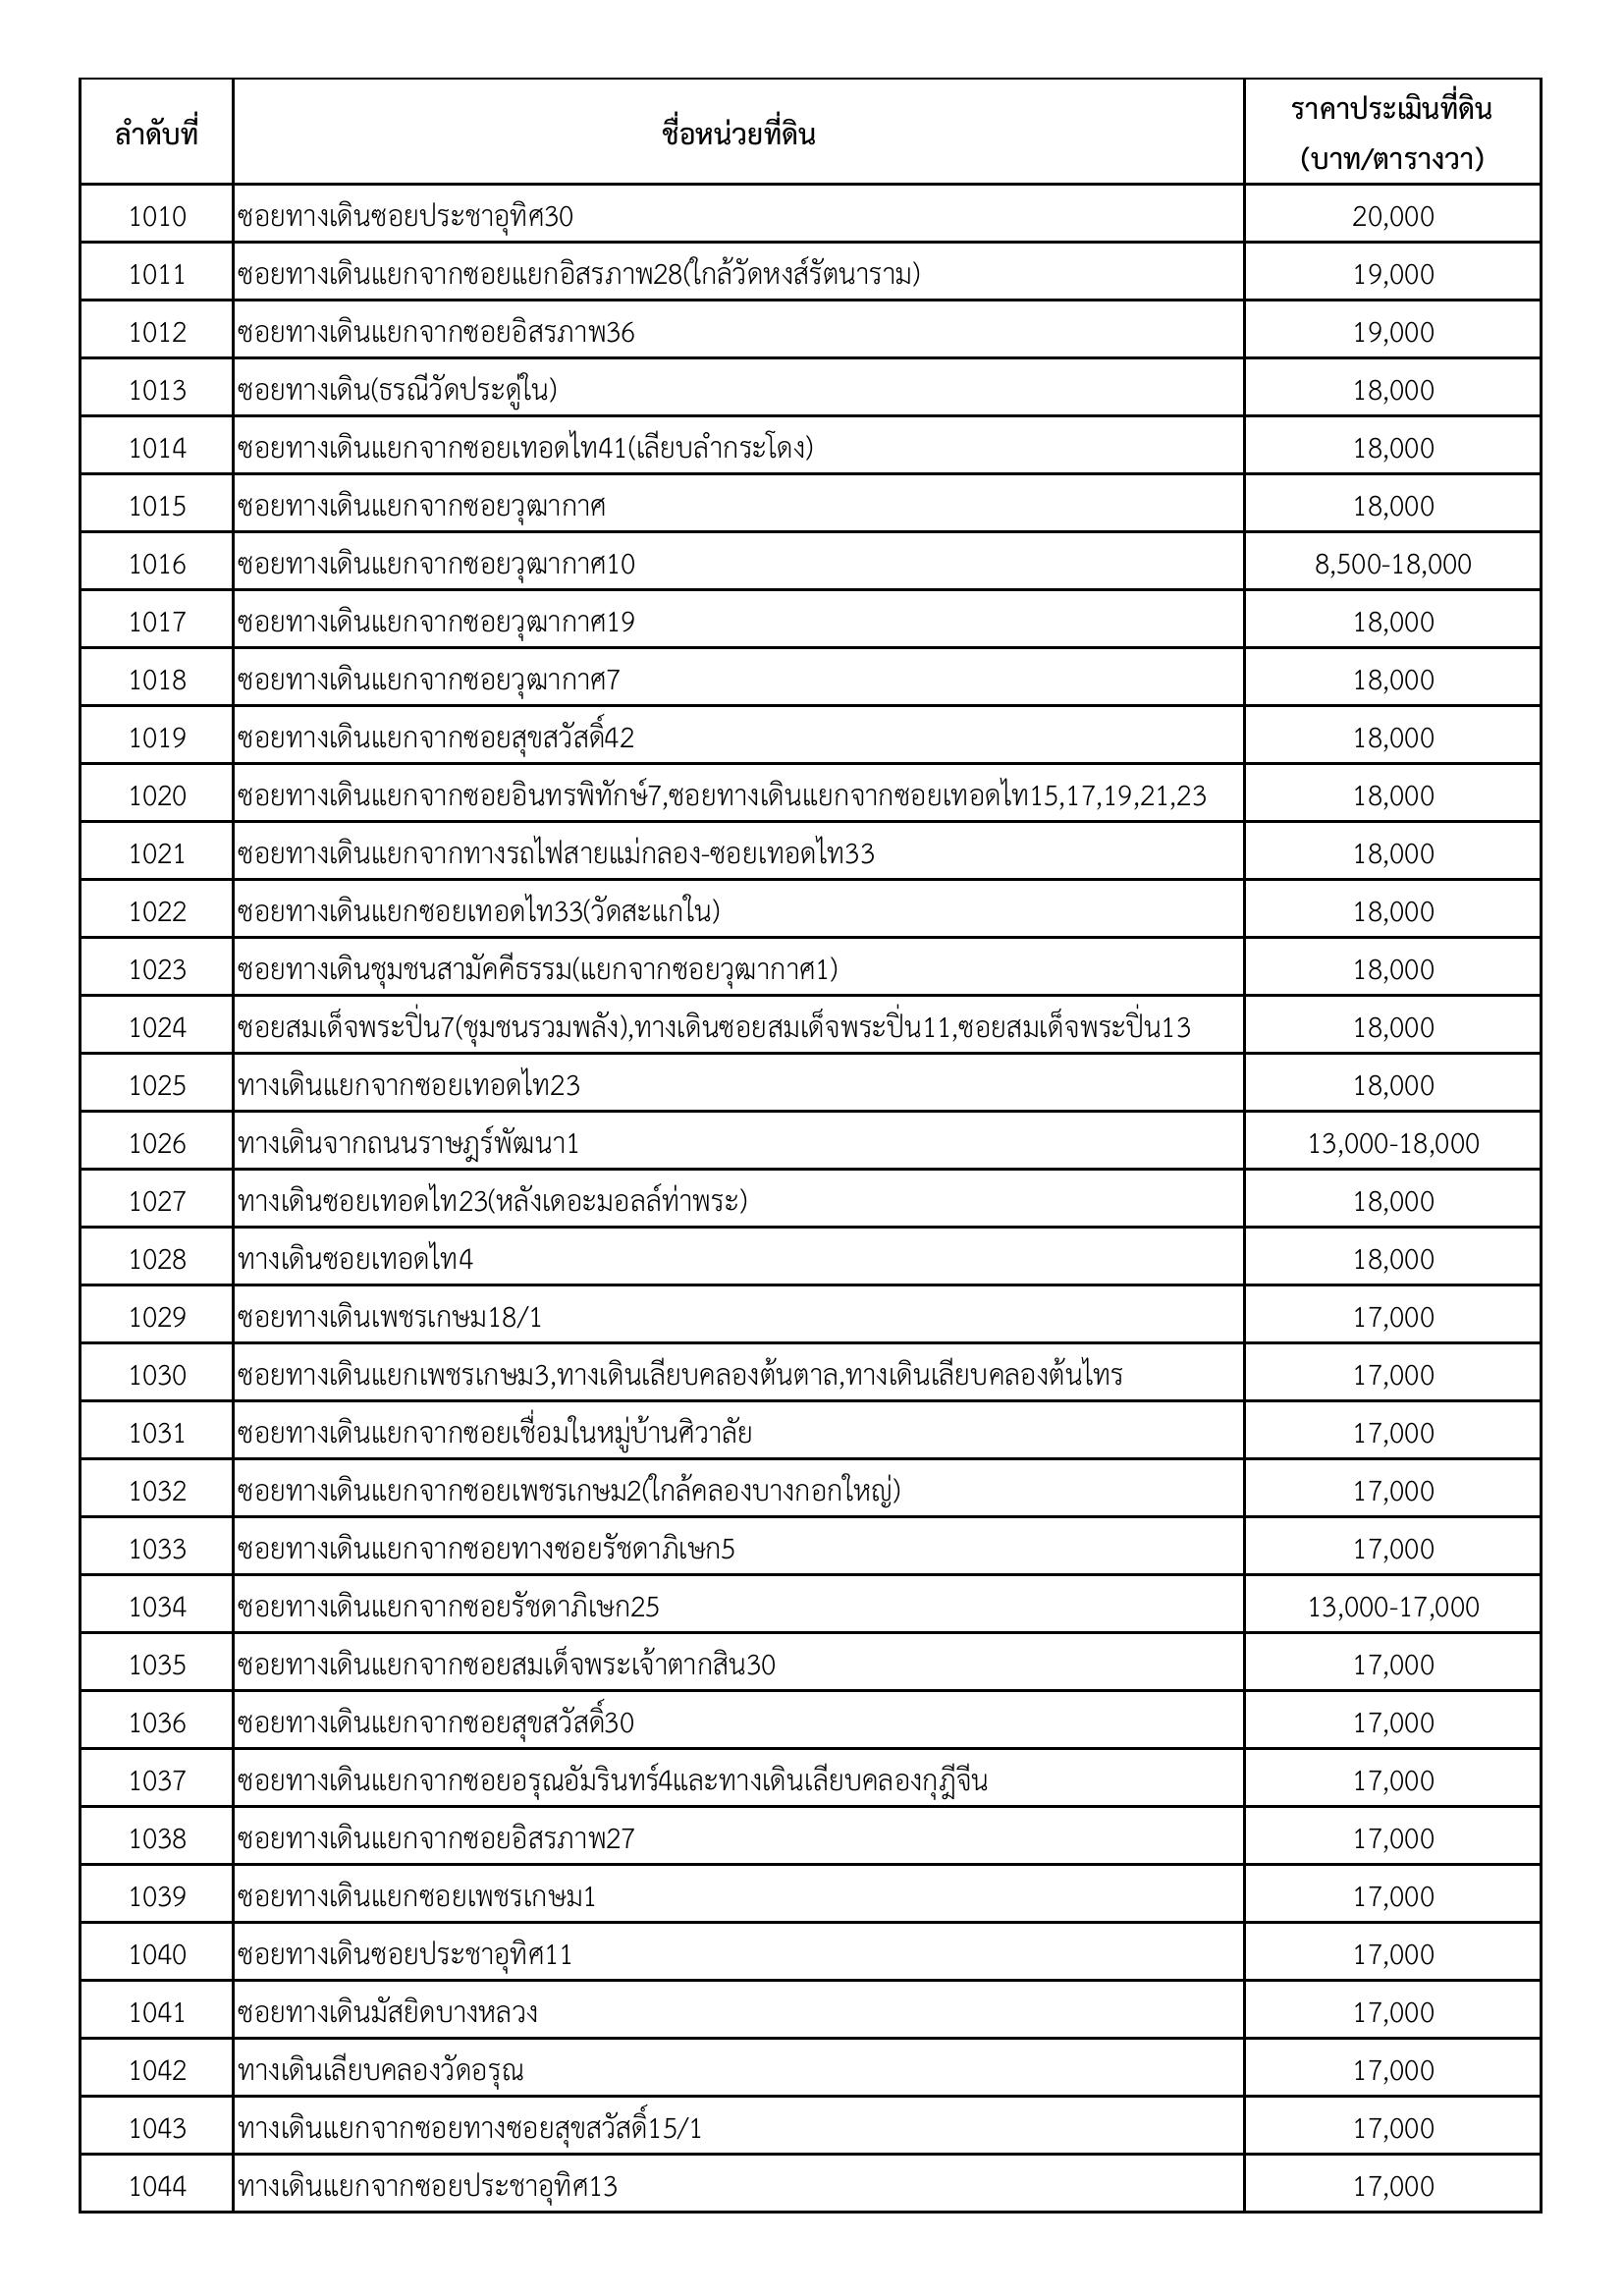 ลำดับที่ ชื่อหน่วยที่ดิน ราคาประเมินที่ดิน
(บาท/ตารางวา)
1010 ซอยทางเดินซอยประชาอุทิศ30 20,000
1011 ซอยทางเดินแยกจากซอยแยกอิสรภาพ28(ใกล้วัดหงส์รัตนาราม) 19,000
1012 ซอยทางเดินแยกจากซอยอิสรภาพ36 19,000
1013 ซอยทางเดิน(ธรณีวัดประดู่ใน) 18,000
1014 ซอยทางเดินแยกจากซอยเทอดไท41(เลียบลำกระโดง) 18,000
1015 ซอยทางเดินแยกจากซอยวุฒากาศ 18,000
1016 ซอยทางเดินแยกจากซอยวุฒากาศ10 8,500-18,000
1017 ซอยทางเดินแยกจากซอยวุฒากาศ19 18,000
1018 ซอยทางเดินแยกจากซอยวุฒากาศ7 18,000
1019 ซอยทางเดินแยกจากซอยสุขสวัสดิ์42 18,000
1020 ซอยทางเดินแยกจากซอยอินทรพิทักษ์7,ซอยทางเดินแยกจากซอยเทอดไท15,17,19,21,23 18,000
1021 ซอยทางเดินแยกจากทางรถไฟสายแม่กลอง-ซอยเทอดไท33 18,000
1022 ซอยทางเดินแยกซอยเทอดไท33(วัดสะแกใน) 18,000
1023 ซอยทางเดินชุมชนสามัคคีธรรม(แยกจากซอยวุฒากาศ1) 18,000
1024 ซอยสมเด็จพระปิ่น7(ชุมชนรวมพลัง),ทางเดินซอยสมเด็จพระปิ่น11,ซอยสมเด็จพระปิ่น13 18,000
1025 ทางเดินแยกจากซอยเทอดไท23 18,000
1026 ทางเดินจากถนนราษฎร์พัฒนา1 13,000-18,000
1027 ทางเดินซอยเทอดไท23(หลังเดอะมอลล์ท่าพระ) 18,000
1028 ทางเดินซอยเทอดไท4 18,000
1029 ซอยทางเดินเพชรเกษม18/1 17,000
1030 ซอยทางเดินแยกเพชรเกษม3,ทางเดินเลียบคลองต้นตาล,ทางเดินเลียบคลองต้นไทร 17,000
1031 ซอยทางเดินแยกจากซอยเชื่อมในหมู่บ้านศิวาลัย 17,000
1032 ซอยทางเดินแยกจากซอยเพชรเกษม2(ใกล้คลองบางกอกใหญ่) 17,000
1033 ซอยทางเดินแยกจากซอยทางซอยรัชดาภิเษก5 17,000
1034 ซอยทางเดินแยกจากซอยรัชดาภิเษก25 13,000-17,000
1035 ซอยทางเดินแยกจากซอยสมเด็จพระเจ้าตากสิน30 17,000
1036 ซอยทางเดินแยกจากซอยสุขสวัสดิ์30 17,000
1037 ซอยทางเดินแยกจากซอยอรุณอัมรินทร์4และทางเดินเลียบคลองกุฎีจีน 17,000
1038 ซอยทางเดินแยกจากซอยอิสรภาพ27 17,000
1039 ซอยทางเดินแยกซอยเพชรเกษม1 17,000
1040 ซอยทางเดินซอยประชาอุทิศ11 17,000
1041 ซอยทางเดินมัสยิดบางหลวง 17,000
1042 ทางเดินเลียบคลองวัดอรุณ 17,000
1043 ทางเดินแยกจากซอยทางซอยสุขสวัสดิ์15/1 17,000
1044 ทางเดินแยกจากซอยประชาอุทิศ13 17,000